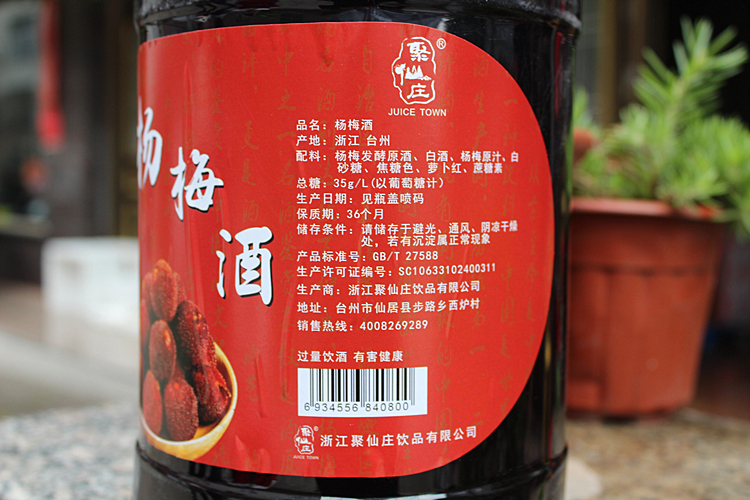 聚仙庄®
JUICE TOWN
杨梅酒
品名：杨梅酒
产地：浙江 台州
配料：杨梅发酵原酒、白酒、杨梅原汁、白
砂糖、焦糖色、萝卜红、蔗糖素
总糖：35g/L(以葡萄糖计)
生产日期：见瓶盖喷码
保质期：36个月
储存条件：请储存于避光、通风、阴凉干燥
处，若有沉淀属正常现象
产品标准号：GB/T 27588
生产许可证编号：SC10633102400311
生产商：浙江聚仙庄饮品有限公司
地址：台州市仙居县步路乡西炉村
销售热线：4008269289
过量饮酒 有害健康
6 934556 840800
聚仙庄
JUICE TOWN
浙江聚仙庄饮品有限公司